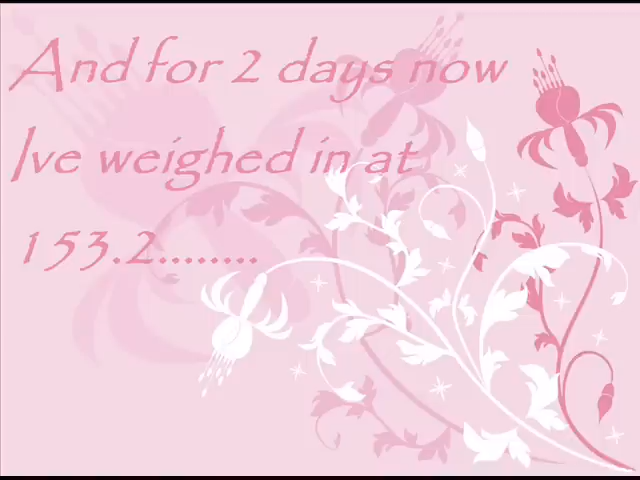 And for 2 days now
Ive weighed in at
153.2........